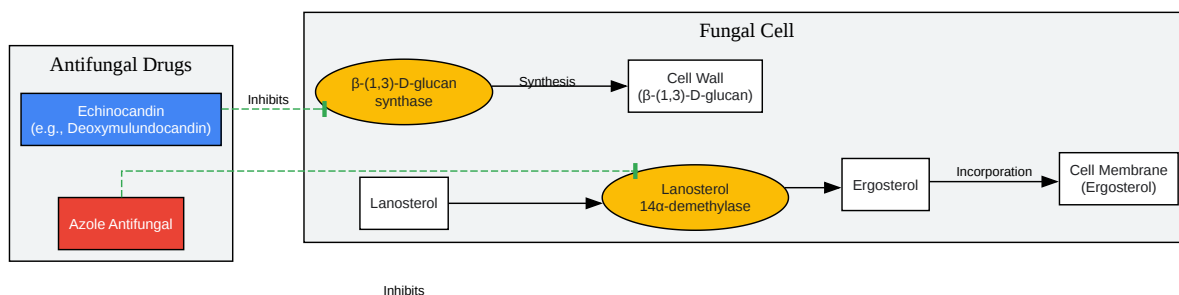 Antifungal Drugs
Echinocandin
(e.g., Deoxymulundocandin)
Azole Antifungal
Inhibits
Fungal Cell
β-(1,3)-D-glucan
synthase
Synthesis
Cell Wall
(β-(1,3)-D-glucan)
Lanosterol
Lanosterol
14α-demethylase
Ergosterol
Incorporation
Cell Membrane
(Ergosterol)
Inhibits